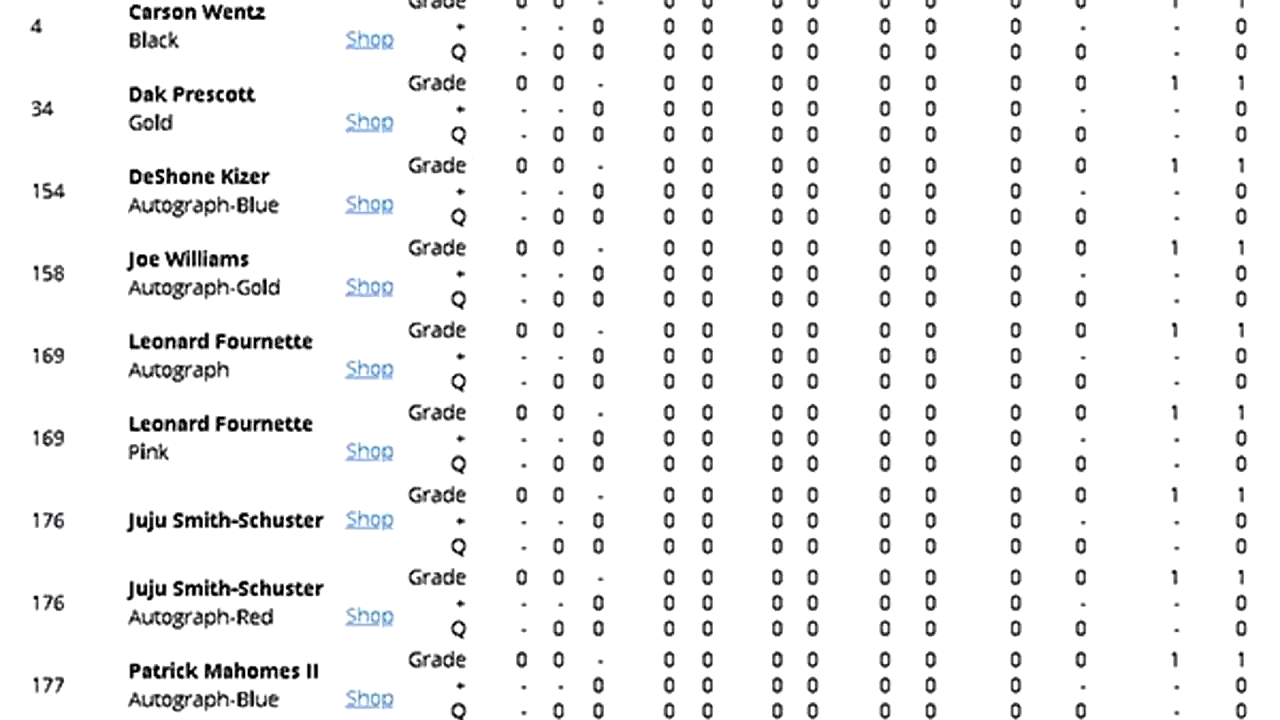 Grade 0 0 - 0 0 0 0 0 0 0 0 1 1
4 Carson Wentz + - - 0 0 0 0 0 0 0 0 - - 0
Black Shop Q - 0 0 0 0 0 0 0 0 0 0 - 0
Grade 0 0 - 0 0 0 0 0 0 0 0 1 1
34 Dak Prescott + - - 0 0 0 0 0 0 0 0 - - 0
Gold Shop Q - 0 0 0 0 0 0 0 0 0 0 - 0
Grade 0 0 - 0 0 0 0 0 0 0 0 1 1
154 DeShone Kizer + - - 0 0 0 0 0 0 0 0 - - 0
Autograph-Blue Shop Q - 0 0 0 0 0 0 0 0 0 0 - 0
Grade 0 0 - 0 0 0 0 0 0 0 0 1 1
158 Joe Williams + - - 0 0 0 0 0 0 0 0 - - 0
Autograph-Gold Shop Q - 0 0 0 0 0 0 0 0 0 0 - 0
Grade 0 0 - 0 0 0 0 0 0 0 0 1 1
169 Leonard Fournette + - - 0 0 0 0 0 0 0 0 - - 0
Autograph Shop Q - 0 0 0 0 0 0 0 0 0 0 - 0
Grade 0 0 - 0 0 0 0 0 0 0 0 1 1
169 Leonard Fournette + - - 0 0 0 0 0 0 0 0 - - 0
Pink Shop Q - 0 0 0 0 0 0 0 0 0 0 - 0
Grade 0 0 - 0 0 0 0 0 0 0 0 1 1
176 Juju Smith-Schuster Shop + - - 0 0 0 0 0 0 0 0 - - 0
Q - 0 0 0 0 0 0 0 0 0 0 - 0
Grade 0 0 - 0 0 0 0 0 0 0 0 1 1
176 Juju Smith-Schuster + - - 0 0 0 0 0 0 0 0 - - 0
Autograph-Red Shop Q - 0 0 0 0 0 0 0 0 0 0 - 0
Grade 0 0 - 0 0 0 0 0 0 0 0 1 1
177 Patrick Mahomes II + - - 0 0 0 0 0 0 0 0 - - 0
Autograph-Blue Shop Q - 0 0 0 0 0 0 0 0 0 0 - 0